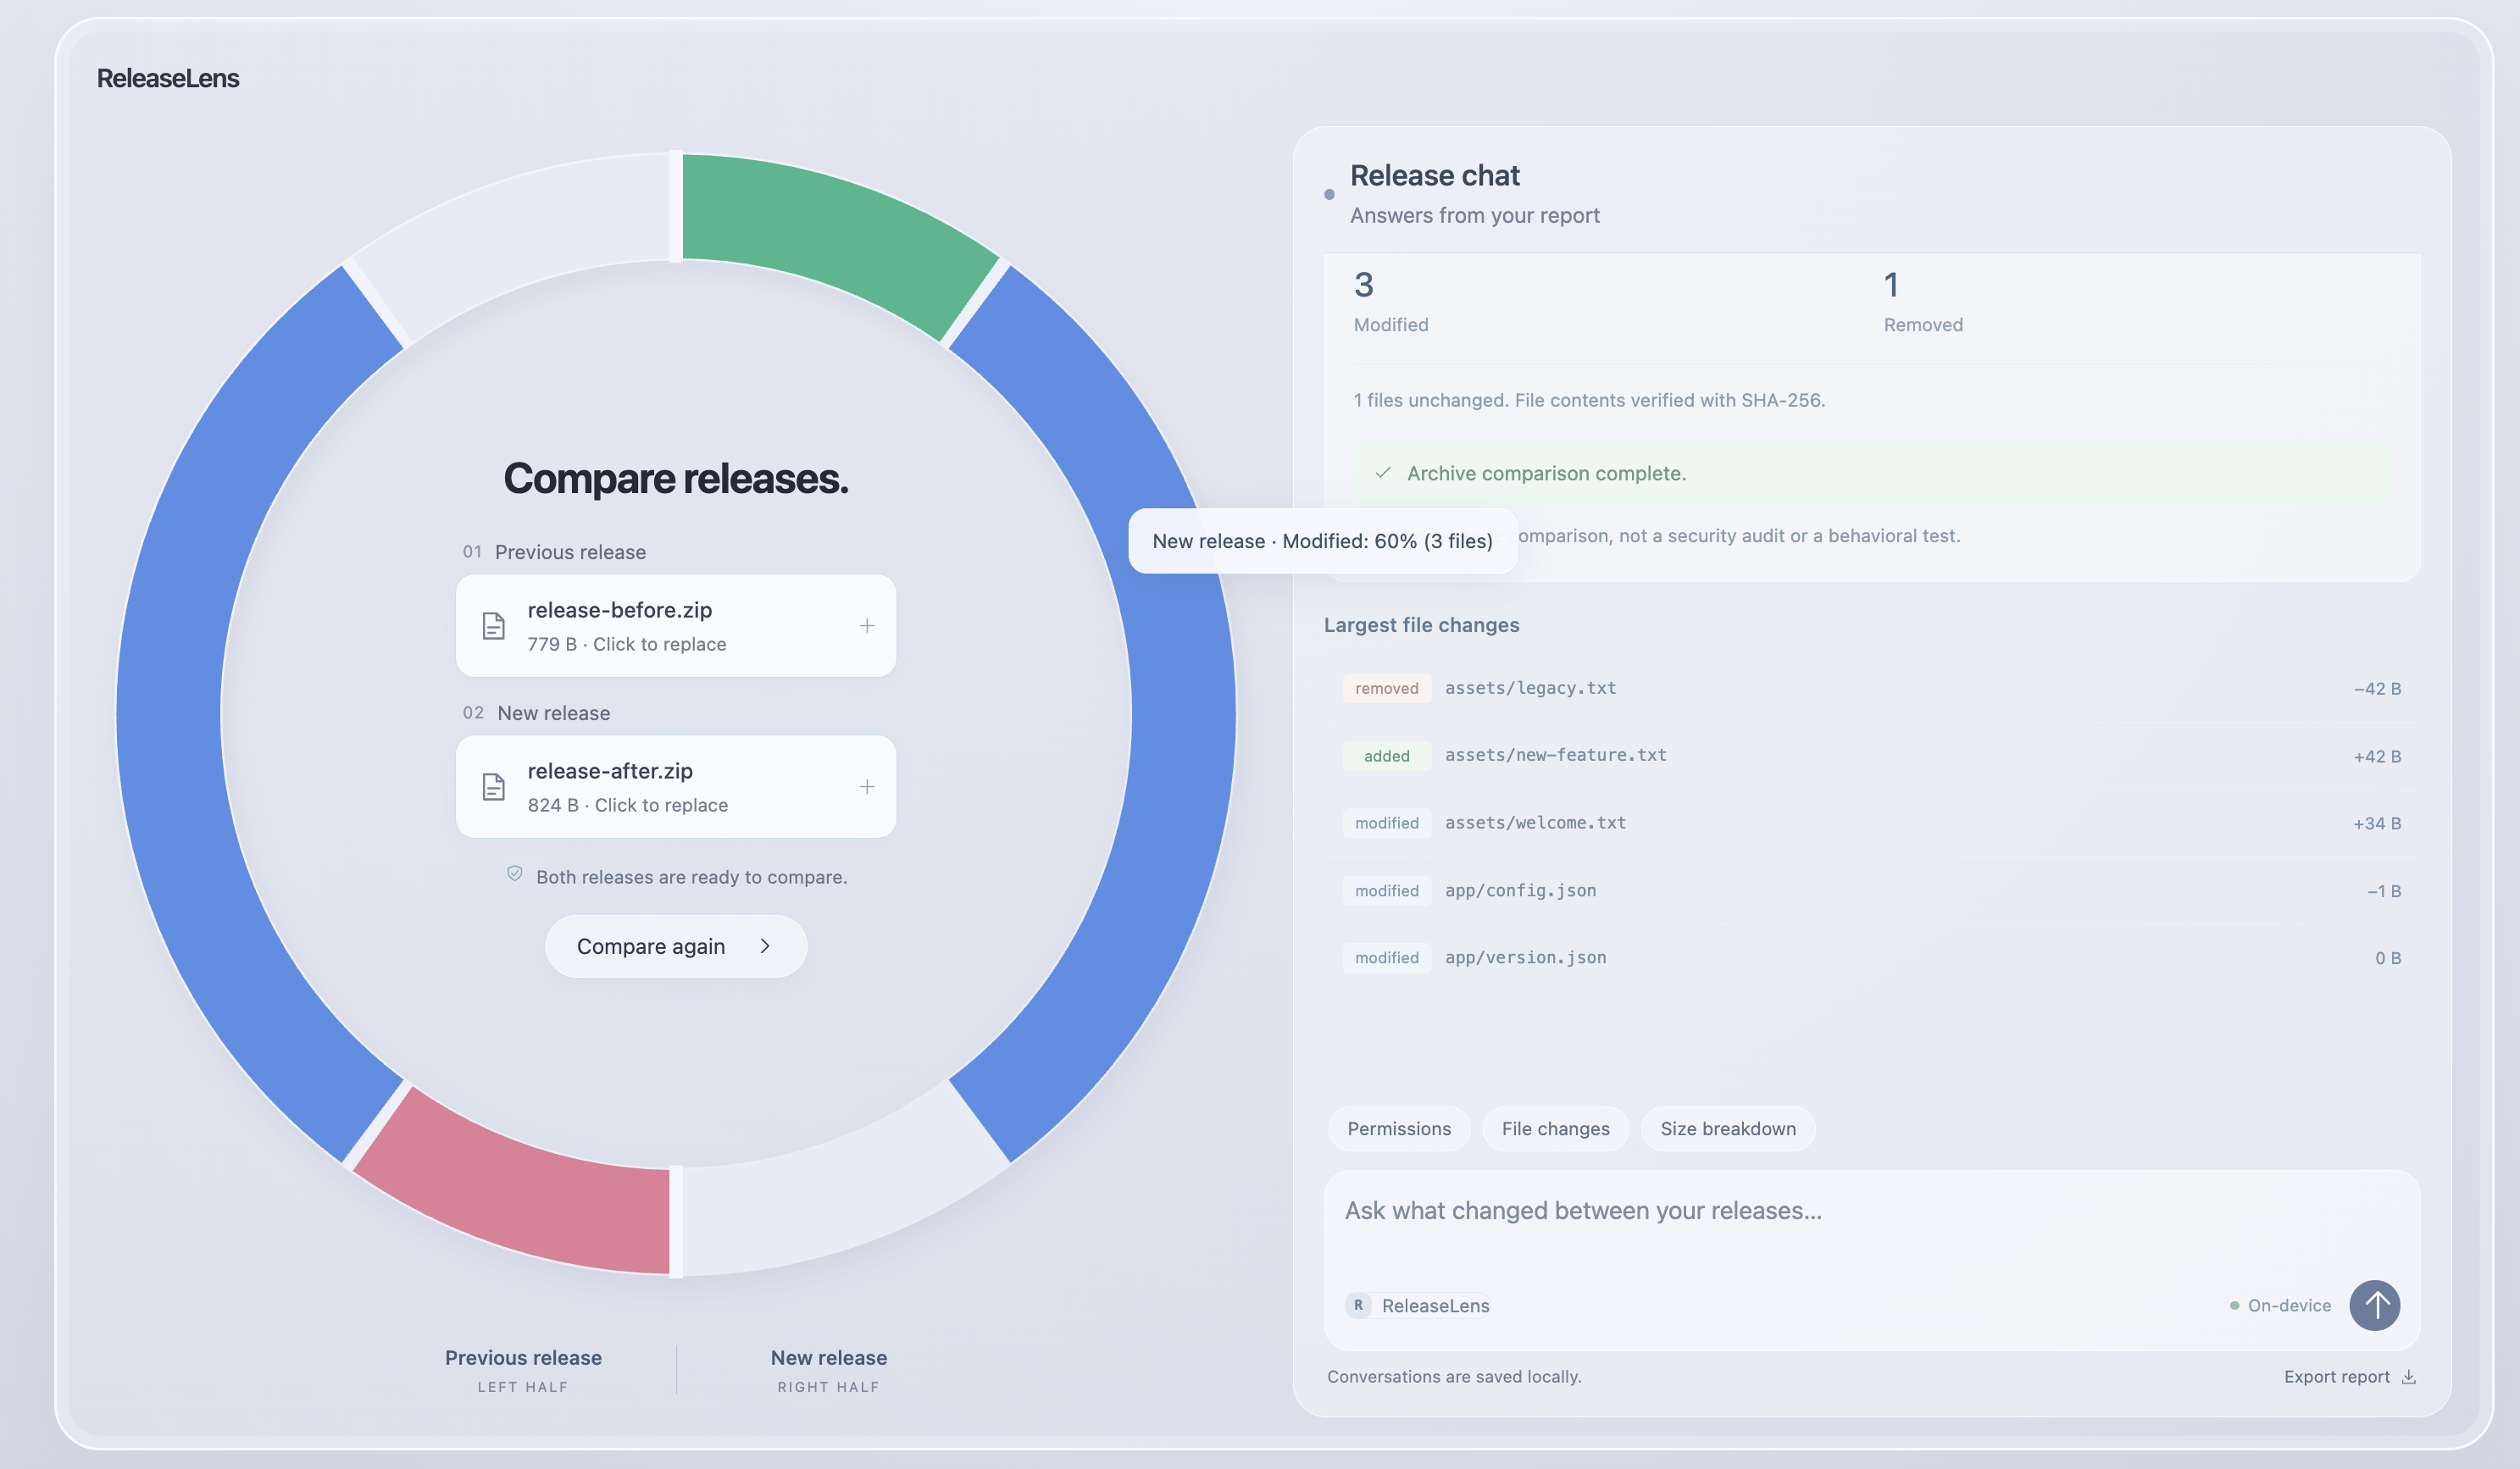 ReleaseLens
Compare releases.
01 Previous release
release-before.zip
779 B · Click to replace
02 New release
release-after.zip
824 B · Click to replace
Both releases are ready to compare.
Compare again
Previous release
LEFT HALF
New release
RIGHT HALF
New release · Modified: 60% (3 files)
Release chat
Answers from your report
3
Modified
1
Removed
1 files unchanged. File contents verified with SHA-256.
Archive comparison complete.
comparison, not a security audit or a behavioral test.
Largest file changes
removed assets/legacy.txt −42 B
added assets/new-feature.txt +42 B
modified assets/welcome.txt +34 B
modified app/config.json −1 B
modified app/version.json 0 B
Permissions
File changes
Size breakdown
Ask what changed between your releases...
R ReleaseLens
On-device
Conversations are saved locally.
Export report